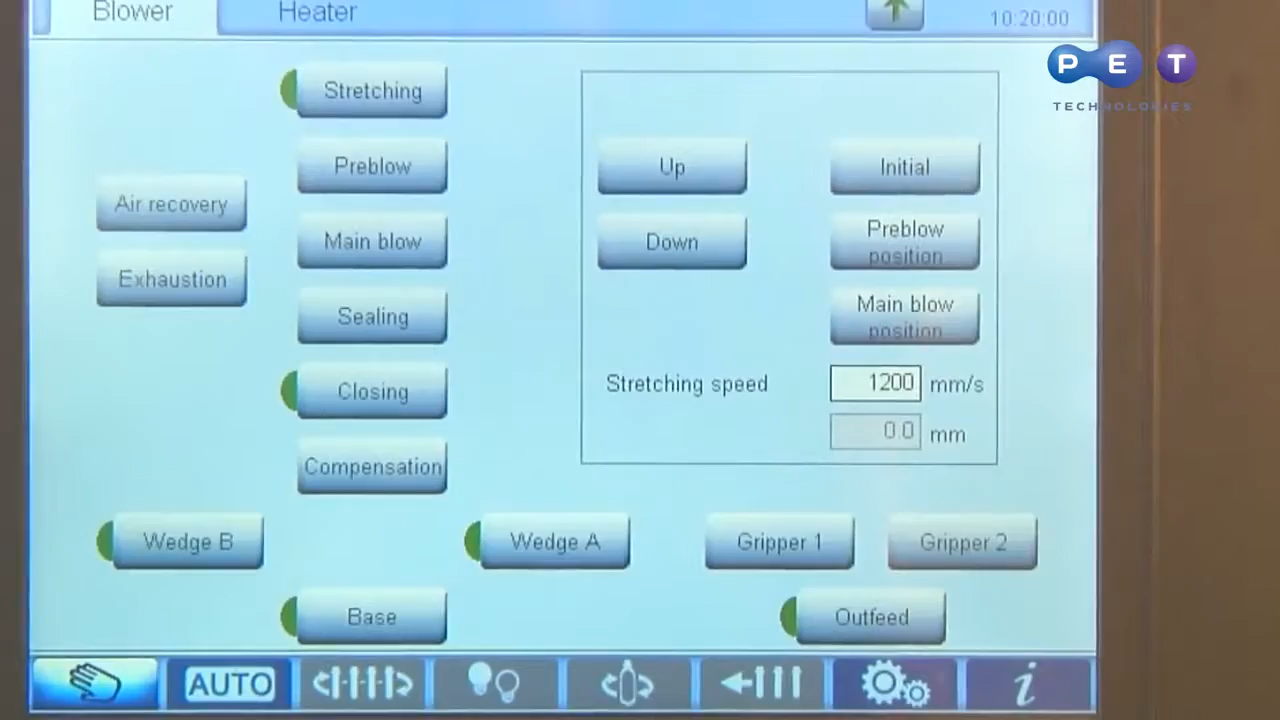 Blower
Heater
10:20:00
PET
TECHNOLOGIES
Stretching
Preblow
Main blow
Sealing
Closing
Compensation
Air recovery
Exhaustion
Up
Down
Initial
Preblow
position
Main blow
position
Stretching speed
1200 mm/s
0.0 mm
Wedge B
Wedge A
Gripper 1
Gripper 2
Base
Outfeed
AUTO
i